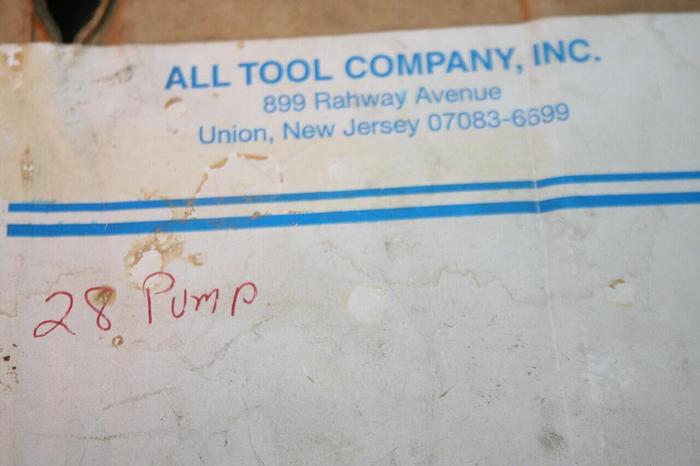 ALL TOOL COMPANY, INC.
899 Rahway Avenue
Union, New Jersey 07083-6699
28 Pump